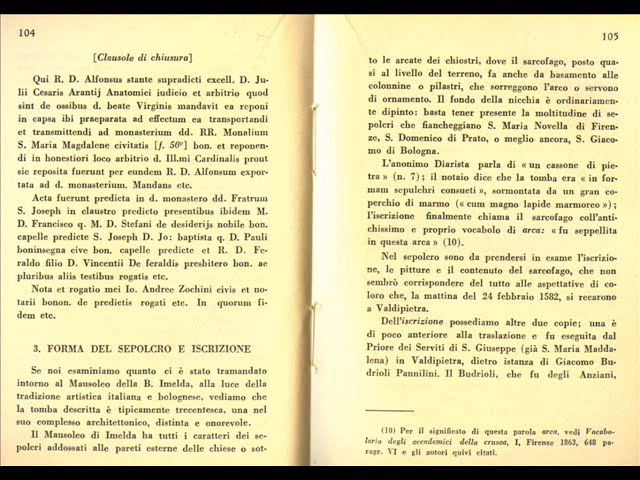 104
[Clausole di chiusura]
Qui R. D. Alfonsus stante supradicti excell. D. Ju-
lii Cesaris Arantij Anatomici iudicio et arbitrio quod
sint de ossibus d. beate Virginis mandavit ea reponi
in capsa ibi praeparata ad effectum ea transportandi
et transmittendi ad monasterium dd. RR. Monalium
S. Maria Magdalene civitatis [f. 50º] bon. et reponen-
di in honestiori loco arbitrio d. Ill.mi Cardinalis prout
sic reposita fuerunt per eundem R. D. Alfonsum expor-
tata ad d. monasterium. Mandans etc.
Acta fuerunt predicta in d. monastero dd. Fratrum
S. Joseph in claustro predicto presentibus ibidem M.
D. Francisco q. M. D. Stefani de desiderijs nobile bon.
capelle predicte S. Joseph D. Jo: baptista q. D. Pauli
boninsegna cive bon. capelle predicte et R. D. Fe-
raldo filio D. Vincentii De feraldis presbitero bon. ac
pluribus aliis testibus rogatis etc.
Nota et rogatio mei Io. Andree Zochini civis et no-
tarii bonon. de predictis rogati etc. In quorum fi-
dem etc.
3. FORMA DEL SEPOLCRO E ISCRIZIONE
Se noi esaminiamo quanto ci è stato tramandato
intorno al Mausoleo della B. Imelda, alla luce della
tradizione artistica italiana e bolognese, vediamo che
la tomba descritta è tipicamente trecentesca, una nel
suo complesso architettonico, distinta e onorevole.
Il Mausoleo di Imelda ha tutti i caratteri dei se-
polcri addossati alle pareti esterne delle chiese o sot-
105
to le arcate dei chiostri, dove il sarcofago, posto qua-
si al livello del terreno, fa anche da basamento alle
colonnine o pilastri, che sorreggono l'arco o servono
di ornamento. Il fondo della nicchia è ordinariamen-
te dipinto: basta tener presente la moltitudine di se-
polcri che fiancheggiano S. Maria Novella di Firen-
ze, S. Domenico di Prato, o meglio ancora, S. Giaco-
mo di Bologna.
L'anonimo Diarista parla di « un cassone di pie-
tra » (n. 7); il notaio dice che la tomba era « in for-
mam sepulchri consueti », sormontata da un gran co-
perchio di marmo (« cum magno lapide marmoreo ») ;
l'iscrizione finalmente chiama il sarcofago coll'anti-
chissimo e proprio vocabolo di arca: « fu seppellita
in questa arca » (10).
Nel sepolcro sono da prendersi in esame l'iscrizio-
ne, le pitture e il contenuto del sarcofago, che non
sembrò corrispondere del tutto alle aspettative di co-
loro che, la mattina del 24 febbraio 1582, si recarono
a Valdipietra.
Dell'iscrizione possediamo altre due copie; una è
di poco anteriore alla traslazione e fu eseguita dal
Priore dei Serviti di S. Giuseppe (già S. Maria Madda-
lena) in Valdipietra, dietro istanza di Giacomo Bu-
drioli Pannilini. Il Budrioli, che fu degli Anziani,
(10) Per il significato di questa parola arca, vedi Vocabo-
lario degli accademici della crusca, I, Firenze 1863, 648 pa-
ragr. VI e gli autori quivi citati.